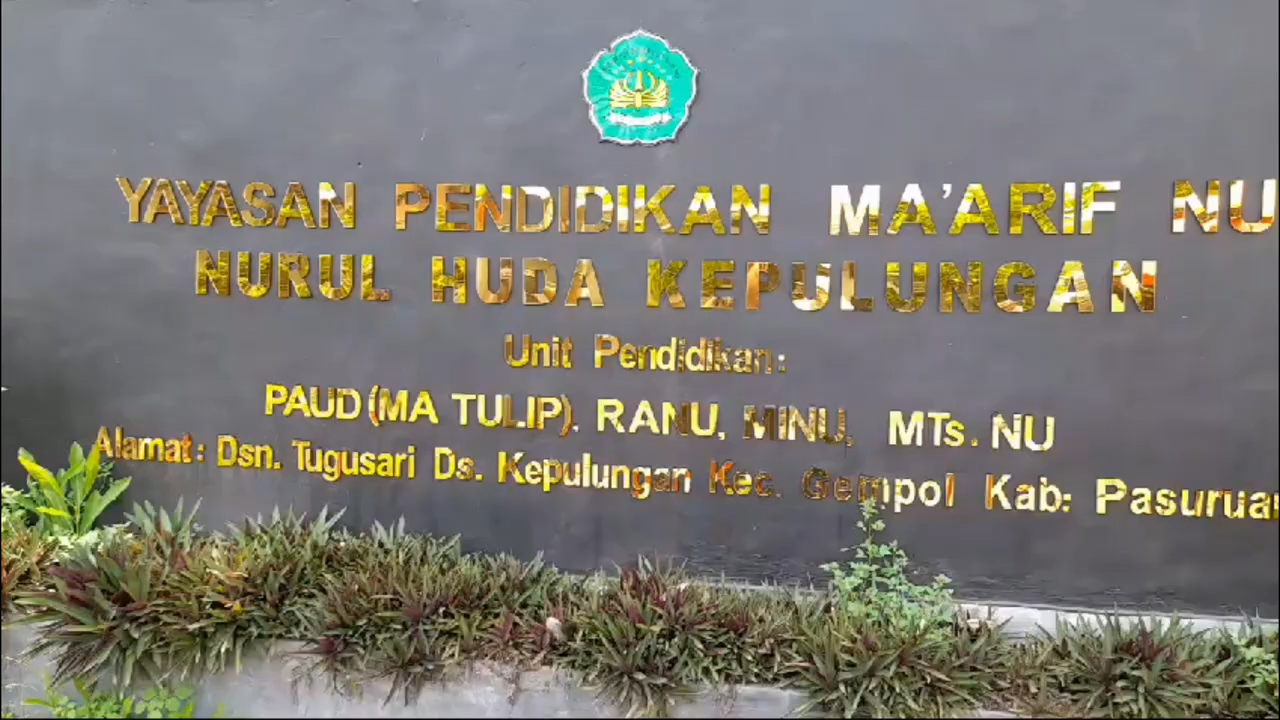 YAYASAN PENDIDIKAN MA'ARIF NU
NURUL HUDA KEPULUNGAN
Unit Pendidikan:
PAUD (MA TULIP). RANU, MINU, MTs. NU
Alamat: Dsn. Tugusari Ds. Kepulungan Kec. Gempol Kab: Pasurua